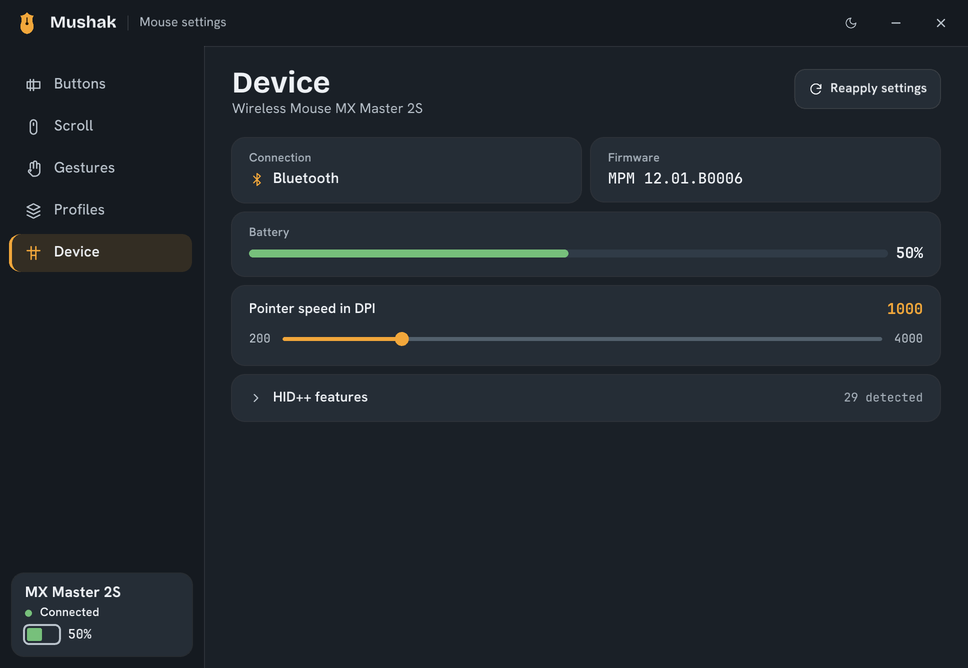 Mushak
Mouse settings
Buttons
Scroll
Gestures
Profiles
Device
MX Master 2S
Connected
50%
Device
Wireless Mouse MX Master 2S
Reapply settings
Connection
Bluetooth
Firmware
MPM 12.01.B0006
Battery
50%
Pointer speed in DPI
1000
200
4000
HID++ features
29 detected